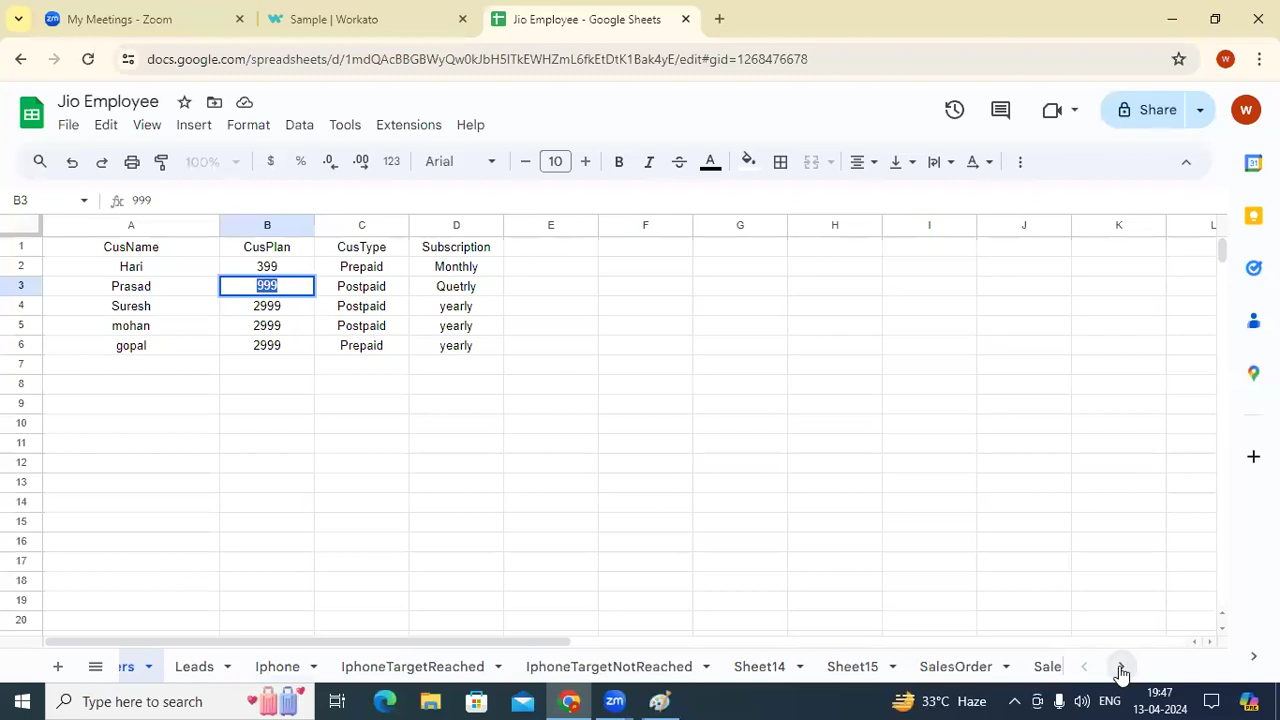 My Meetings - Zoom
Sample | Workato
Jio Employee - Google Sheets
docs.google.com/spreadsheets/d/1mdQAcBBGBWyQw0kJbH5ITkEWHZmL6fkEtDtK1Bak4yE/edit#gid=1268476678
W
Jio Employee
Share
W
File Edit View Insert Format Data Tools Extensions Help
100% $ % .0 .00 123 Arial 10 B I A
B3 fx 999
A B C D E F G H I J K L
1 CusName CusPlan CusType Subscription
2 Hari 399 Prepaid Monthly
3 Prasad 999 Postpaid Quetrly
4 Suresh 2999 Postpaid yearly
5 mohan 2999 Postpaid yearly
6 gopal 2999 Prepaid yearly
7
8
9
10
11
12
13
14
15
16
17
18
19
20
ers Leads Iphone IphoneTargetReached IphoneTargetNotReached Sheet14 Sheet15 SalesOrder Sale
Type here to search
zm
33°C Haze
ENG
19:47
13-04-2024